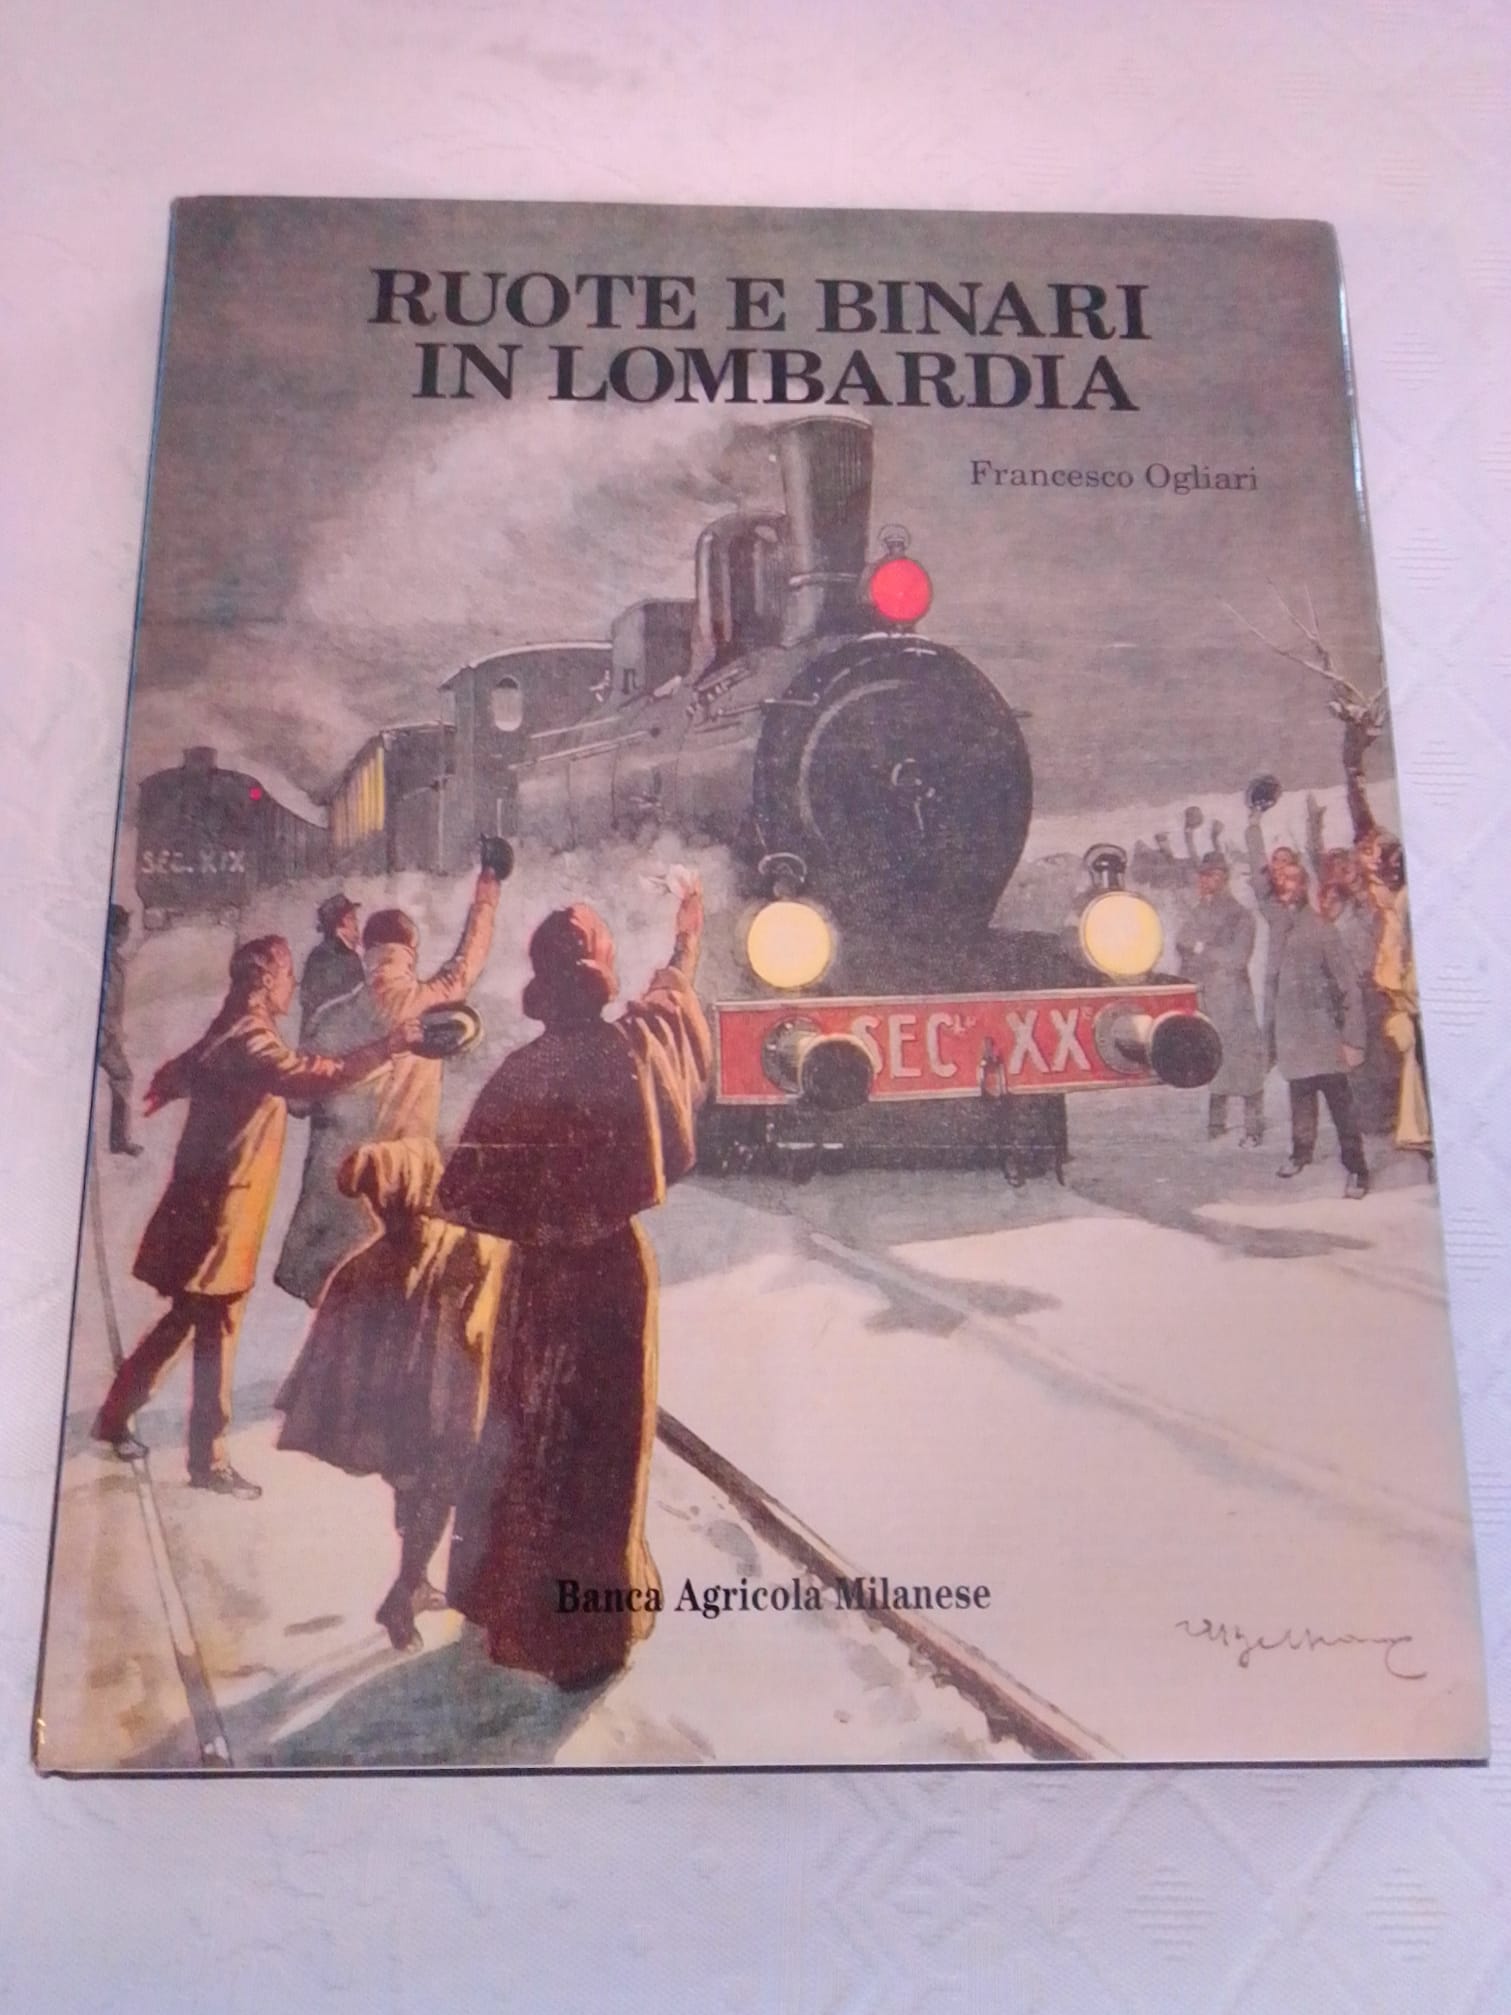 RUOTE E BINARI
IN LOMBARDIA
Francesco Ogliari
SEC. XIX
SEC. XX
Banca Agricola Milanese